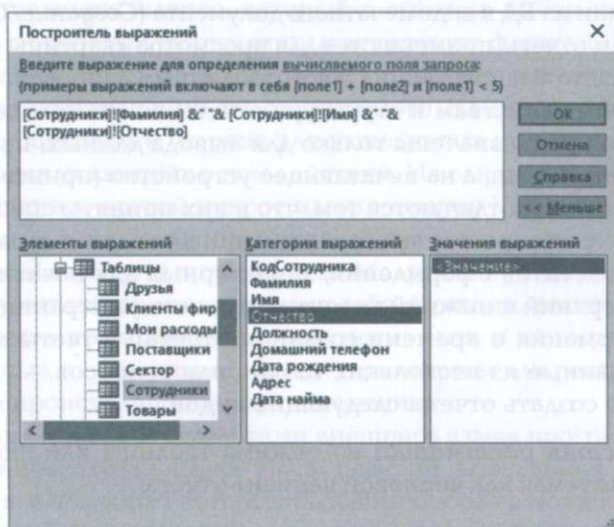 Построитель выражений
Введите выражение для определения вычисляемого поля запроса:
(примеры выражений включают в себя [поле1] + [поле2] и [поле1] < 5)
[Сотрудники]![Фамилия] &" "& [Сотрудники]![Имя] &" "&
[Сотрудники]![Отчество]
ОК
Отмена
Справка
<< Меньше
Элементы выражений
Категории выражений
Значения выражений
Таблицы
Друзья
Клиенты фир
Мои расходы
Поставщики
Сектор
Сотрудники
Товары
КодСотрудника
Фамилия
Имя
Отчество
Должность
Домашний телефон
Дата рождения
Адрес
Дата найма
<Значение>